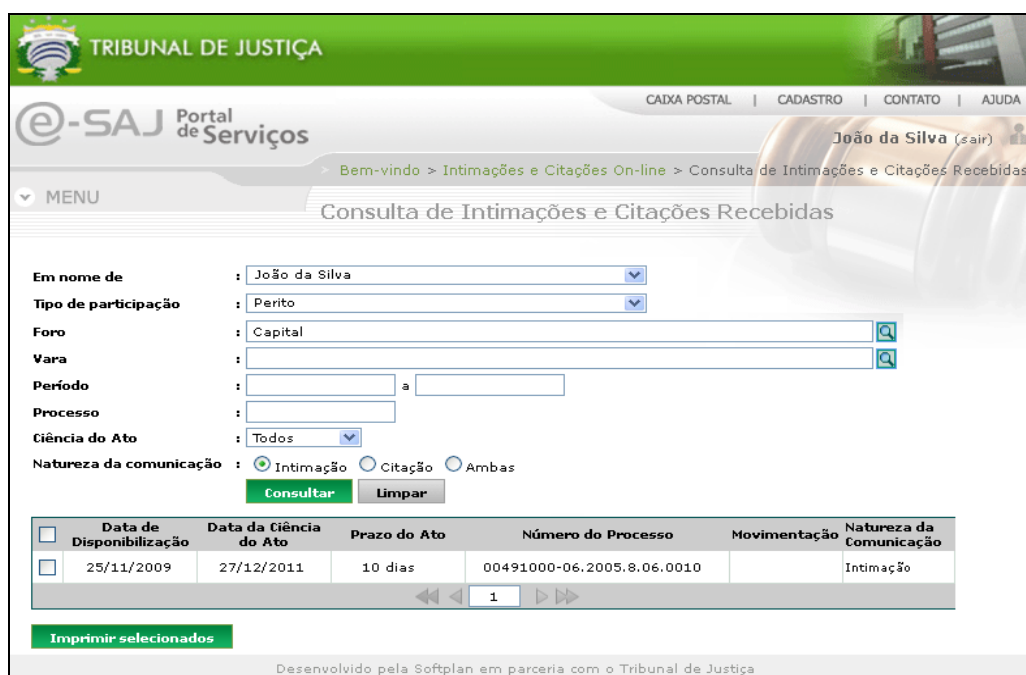 TRIBUNAL DE JUSTIÇA
CAIXA POSTAL | CADASTRO | CONTATO | AJUDA
e-SAJ Portal de Serviços
João da Silva (sair)
Bem-vindo > Intimações e Citações On-line > Consulta de Intimações e Citações Recebidas
MENU
Consulta de Intimações e Citações Recebidas
Em nome de : João da Silva
Tipo de participação : Perito
Foro : Capital
Vara :
Período : a
Processo :
Ciência do Ato : Todos
Natureza da comunicação : Intimação Citação Ambas
Consultar Limpar
Data de Disponibilização Data da Ciência do Ato Prazo do Ato Número do Processo Movimentação Natureza da Comunicação
25/11/2009 27/12/2011 10 dias 00491000-06.2005.8.06.0010 Intimação
1
Imprimir selecionados
Desenvolvido pela Softplan em parceria com o Tribunal de Justiça